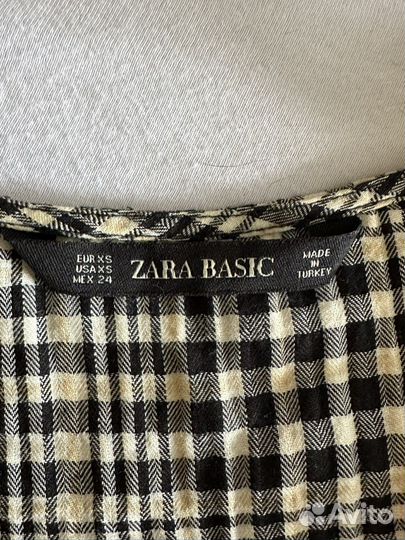 EUR XS
USA XS
MEX 24
ZARA BASIC
MADE
IN
TURKEY
Avito